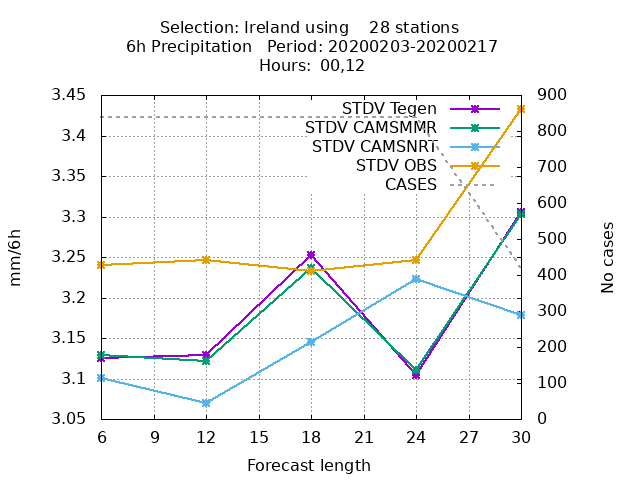 Selection: Ireland using    28 stations
6h Precipitation   Period: 20200203-20200217
Hours: 00,12
STDV Tegen
STDV CAMSMMR
STDV CAMSNRT
STDV OBS
CASES
3.45
3.4
3.35
3.3
3.25
3.2
3.15
3.1
3.05
mm/6h
900
800
700
600
500
400
300
200
100
0
No cases
6 9 12 15 18 21 24 27 30
Forecast length